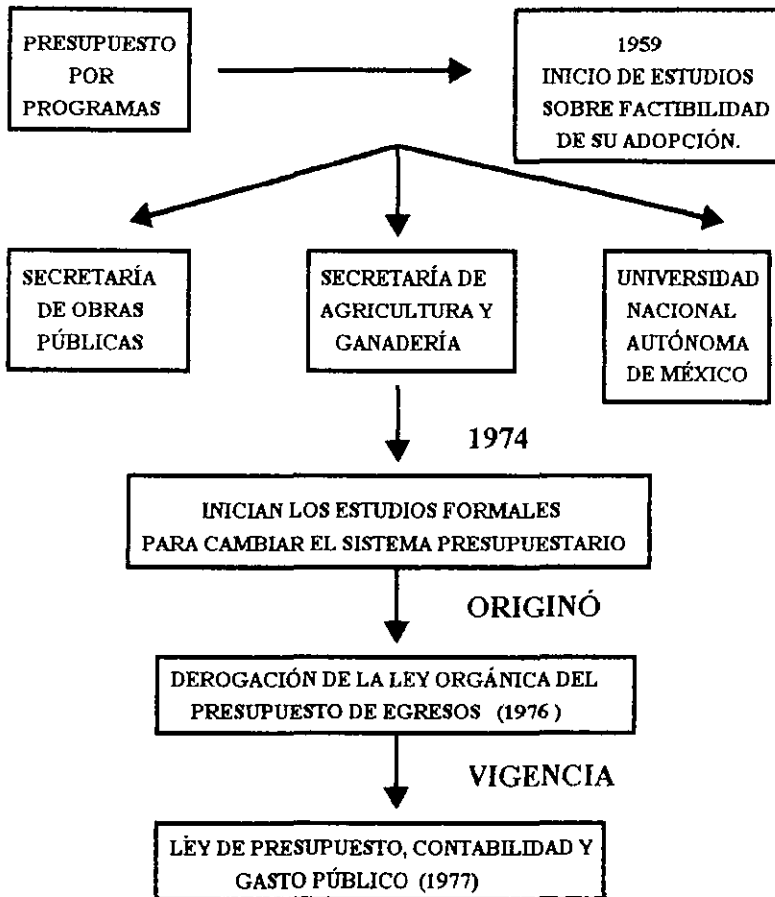 PRESUPUESTO
POR
PROGRAMAS
1959
INICIO DE ESTUDIOS
SOBRE FACTIBILIDAD
DE SU ADOPCIÓN.
SECRETARÍA
DE OBRAS
PÚBLICAS
SECRETARÍA DE
AGRICULTURA Y
GANADERÍA
UNIVERSIDAD
NACIONAL
AUTÓNOMA
DE MÉXICO
1974
INICIAN LOS ESTUDIOS FORMALES
PARA CAMBIAR EL SISTEMA PRESUPUESTARIO
ORIGINÓ
DEROGACIÓN DE LA LEY ORGÁNICA DEL
PRESUPUESTO DE EGRESOS (1976)
VIGENCIA
LEY DE PRESUPUESTO, CONTABILIDAD Y
GASTO PÚBLICO (1977)